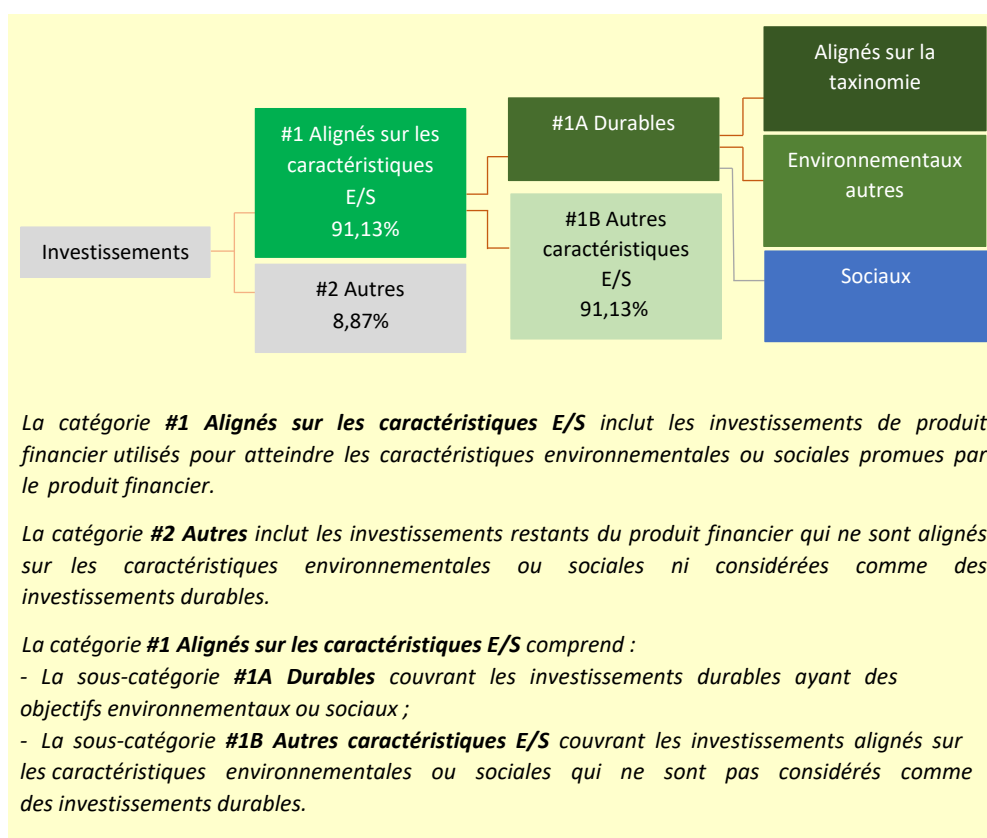 Investissements
#1 Alignés sur les
caractéristiques
E/S
91,13%
#2 Autres
8,87%
#1A Durables
#1B Autres
caractéristiques
E/S
91,13%
Alignés sur la
taxinomie
Environnementaux
autres
Sociaux
La catégorie #1 Alignés sur les caractéristiques E/S inclut les investissements de produit
financier utilisés pour atteindre les caractéristiques environnementales ou sociales promues par
le produit financier.
La catégorie #2 Autres inclut les investissements restants du produit financier qui ne sont alignés
sur les caractéristiques environnementales ou sociales ni considérées comme des
investissements durables.
La catégorie #1 Alignés sur les caractéristiques E/S comprend :
- La sous-catégorie #1A Durables couvrant les investissements durables ayant des
objectifs environnementaux ou sociaux ;
- La sous-catégorie #1B Autres caractéristiques E/S couvrant les investissements alignés sur
les caractéristiques environnementales ou sociales qui ne sont pas considérés comme
des investissements durables.